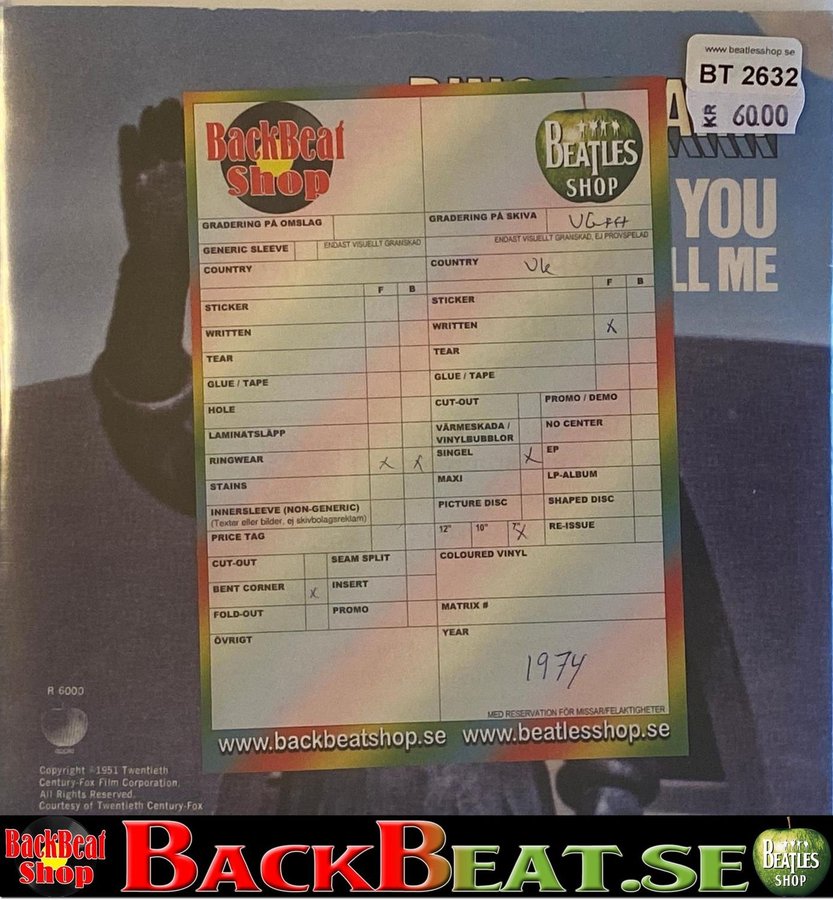 www.beatlesshop.se
BT 2632
KR 60.00
YOU
LL ME
BackBeat
Shop
BEATLES
SHOP
GRADERING PÅ OMSLAG
ENDAST VISUELLT GRANSKAD
GENERIC SLEEVE
COUNTRY
F B
STICKER
WRITTEN
TEAR
GLUE / TAPE
HOLE
LAMINATSLÄPP
RINGWEAR X X
STAINS
INNERSLEEVE (NON-GENERIC)
(Texter eller bilder, ej skivbolagsreklam)
PRICE TAG
CUT-OUT SEAM SPLIT
BENT CORNER X INSERT
FOLD-OUT PROMO
ÖVRIGT
GRADERING PÅ SKIVA VG+++
ENDAST VISUELLT GRANSKAD, EJ PROVSPELAD
COUNTRY Uk
F B
STICKER
WRITTEN X
TEAR
GLUE / TAPE
CUT-OUT PROMO / DEMO
VÄRMESKADA / NO CENTER
VINYLBUBBLOR
SINGEL X EP
MAXI LP-ALBUM
PICTURE DISC SHAPED DISC
12" 10" 7" X RE-ISSUE
COLOURED VINYL
MATRIX #
YEAR
1974
MED RESERVATION FÖR MISSAR/FELAKTIGHETER
www.backbeatshop.se www.beatlesshop.se
R 6000
Copyright ©1951 Twentieth
Century-Fox Film Corporation.
All Rights Reserved.
Courtesy of Twentieth Century-Fox
BackBeat
Shop
BACKBEAT.SE
BEATLES
SHOP